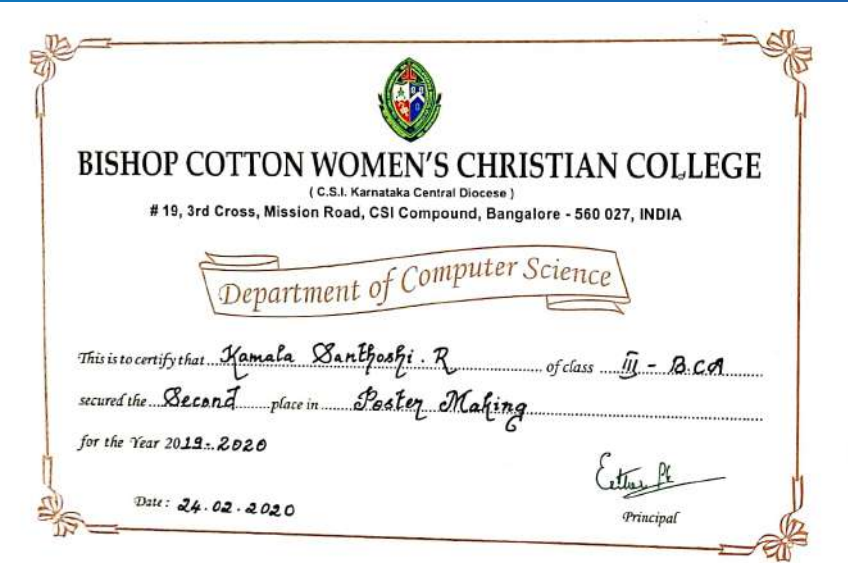 BISHOP COTTON WOMEN'S CHRISTIAN COLLEGE
( C.S.I. Karnataka Central Diocese )
# 19, 3rd Cross, Mission Road, CSI Compound, Bangalore - 560 027, INDIA
Department of Computer Science
This is to certify that Kamala Santhoshi . R of class III - B.C.A
secured the Second place in Poster Making
for the Year 2019-2020
Date : 24.02.2020
Principal